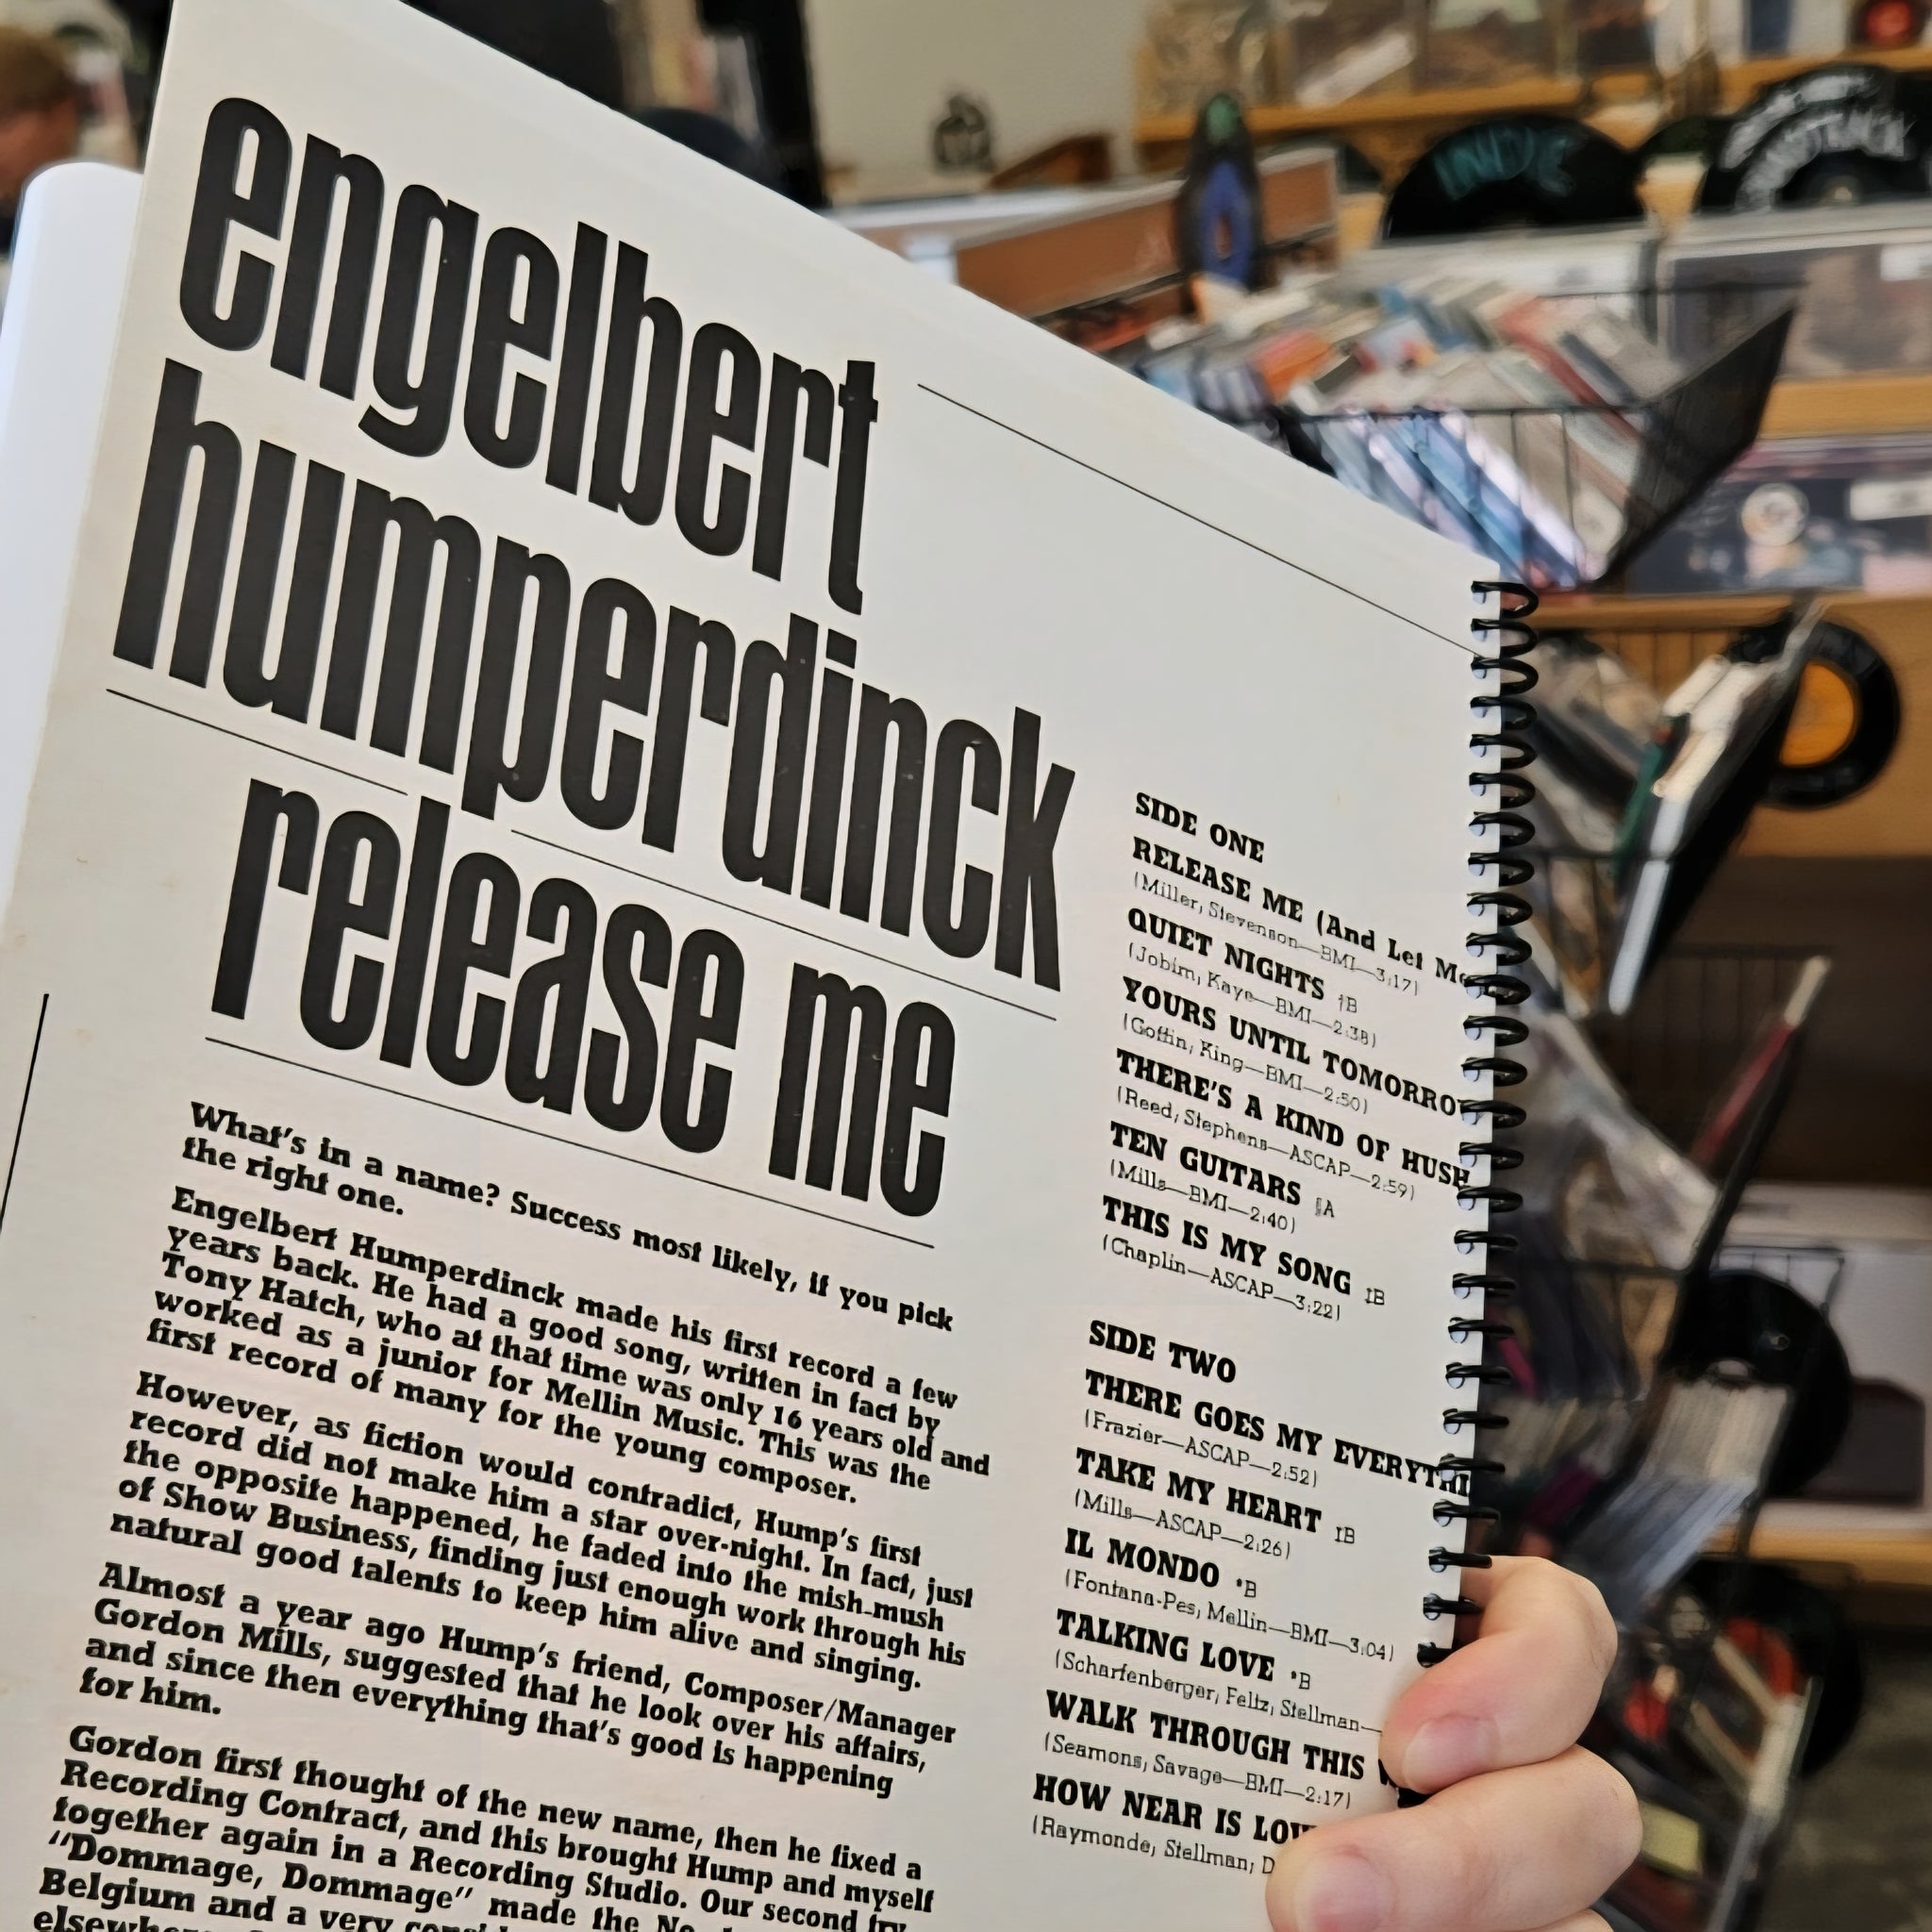 INDIE
SOUNDTRACK
engelbert
humperdinck
release me
What's in a name? Success most likely, if you pick
the right one.
Engelbert Humperdinck made his first record a few
years back. He had a good song, written in fact by
Tony Hatch, who at that time was only 16 years old and
worked as a junior for Mellin Music. This was the
first record of many for the young composer.
However, as fiction would contradict, Hump's first
record did not make him a star over-night. In fact, just
the opposite happened, he faded into the mish-mush
of Show Business, finding just enough work through his
natural good talents to keep him alive and singing.
Almost a year ago Hump's friend, Composer/Manager
Gordon Mills, suggested that he look over his affairs,
and since then everything that's good is happening
for him.
Gordon first thought of the new name, then he fixed a
Recording Contract, and this brought Hump and myself
together again in a Recording Studio. Our second try,
"Dommage, Dommage" made the
Belgium and a very
SIDE ONE
RELEASE ME (And Let Me
(Miller, Stevenson—BMI—3:17)
QUIET NIGHTS †B
(Jobim, Kaye—BMI—2:38)
YOURS UNTIL TOMORROW
(Goffin, King—BMI—2:50)
THERE'S A KIND OF HUSH
(Reed, Stephens—ASCAP—2:59)
TEN GUITARS §A
(Mills—BMI—2:40)
THIS IS MY SONG ‡B
(Chaplin—ASCAP—3:22)
SIDE TWO
THERE GOES MY EVERYTHI
(Frazier—ASCAP—2:52)
TAKE MY HEART ‡B
(Mills—ASCAP—2:26)
IL MONDO *B
(Fontana-Pes, Mellin—BMI—3:04)
TALKING LOVE *B
(Scharfenberger, Feltz, Stellman—
WALK THROUGH THIS
(Seamons, Savage—BMI—2:17)
HOW NEAR IS LOV
(Raymonde, Stellman, D